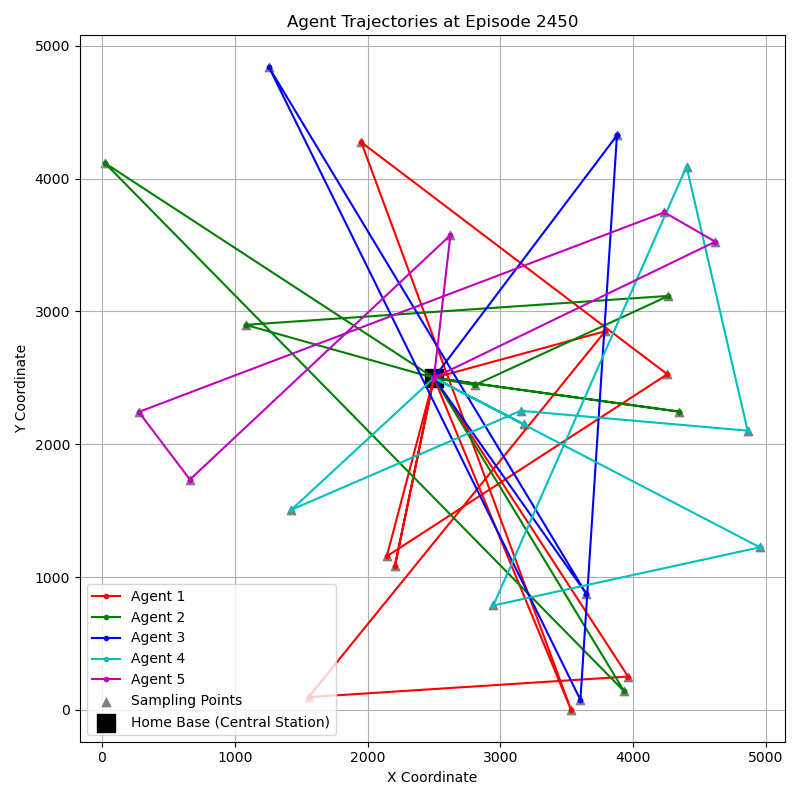 Agent Trajectories at Episode 2450
5000
4000
3000
2000
1000
0
Y Coordinate
Agent 1
Agent 2
Agent 3
Agent 4
Agent 5
Sampling Points
Home Base (Central Station)
0 1000 2000 3000 4000 5000
X Coordinate